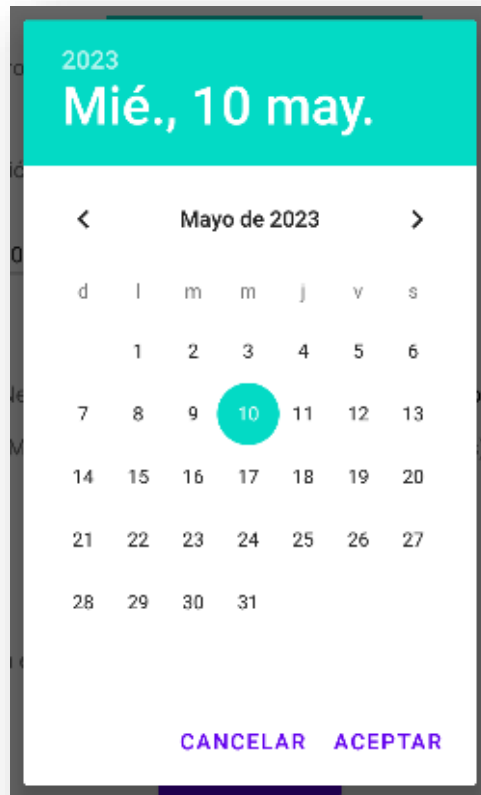 2023
Mié., 10 may.
Mayo de 2023
d l m m j v s
1 2 3 4 5 6
7 8 9 10 11 12 13
14 15 16 17 18 19 20
21 22 23 24 25 26 27
28 29 30 31
CANCELAR ACEPTAR